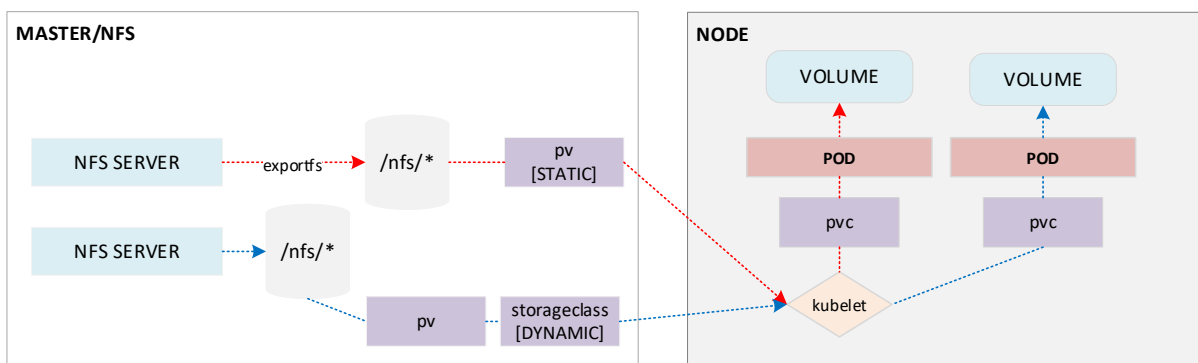 MASTER/NFS
NFS SERVER
exportfs
/nfs/*
pv
[STATIC]
NFS SERVER
/nfs/*
pv
storageclass
[DYNAMIC]
NODE
VOLUME
VOLUME
POD
POD
pvc
pvc
kubelet